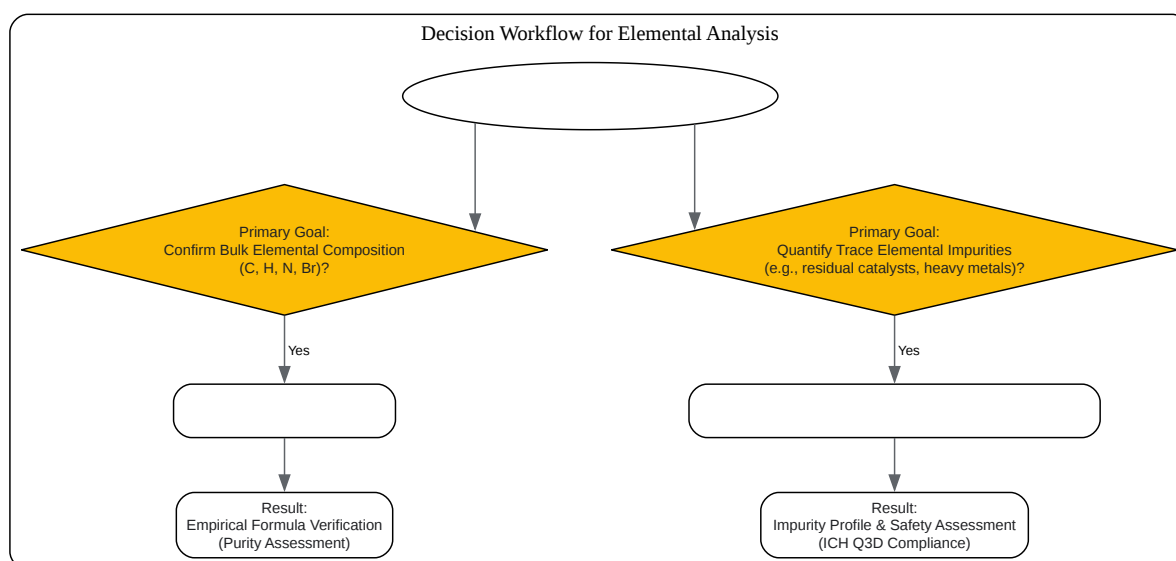 Decision Workflow for Elemental Analysis
Primary Goal:
Confirm Bulk Elemental Composition
(C, H, N, Br)?
Primary Goal:
Quantify Trace Elemental Impurities
(e.g., residual catalysts, heavy metals)?
Yes
Yes
Result:
Empirical Formula Verification
(Purity Assessment)
Result:
Impurity Profile & Safety Assessment
(ICH Q3D Compliance)